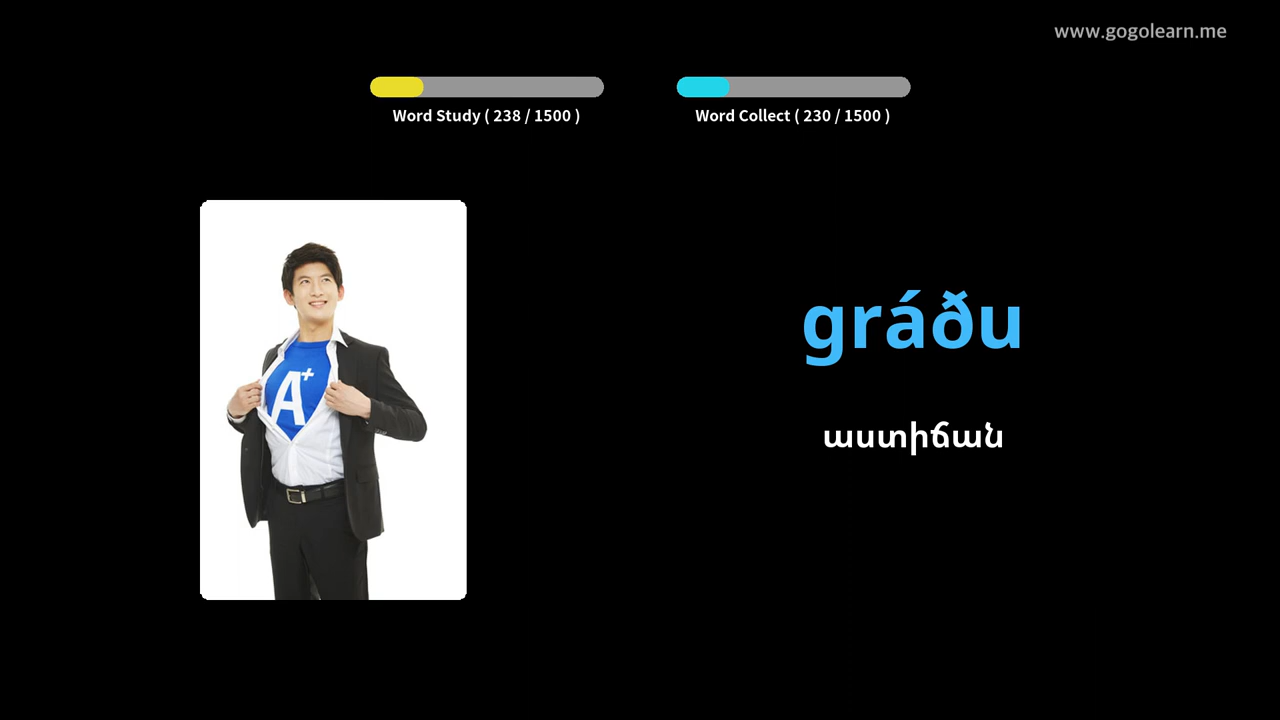 www.gogolearn.me
Word Study ( 238 / 1500 )
Word Collect ( 230 / 1500 )
A+
gráðu
աստիճան